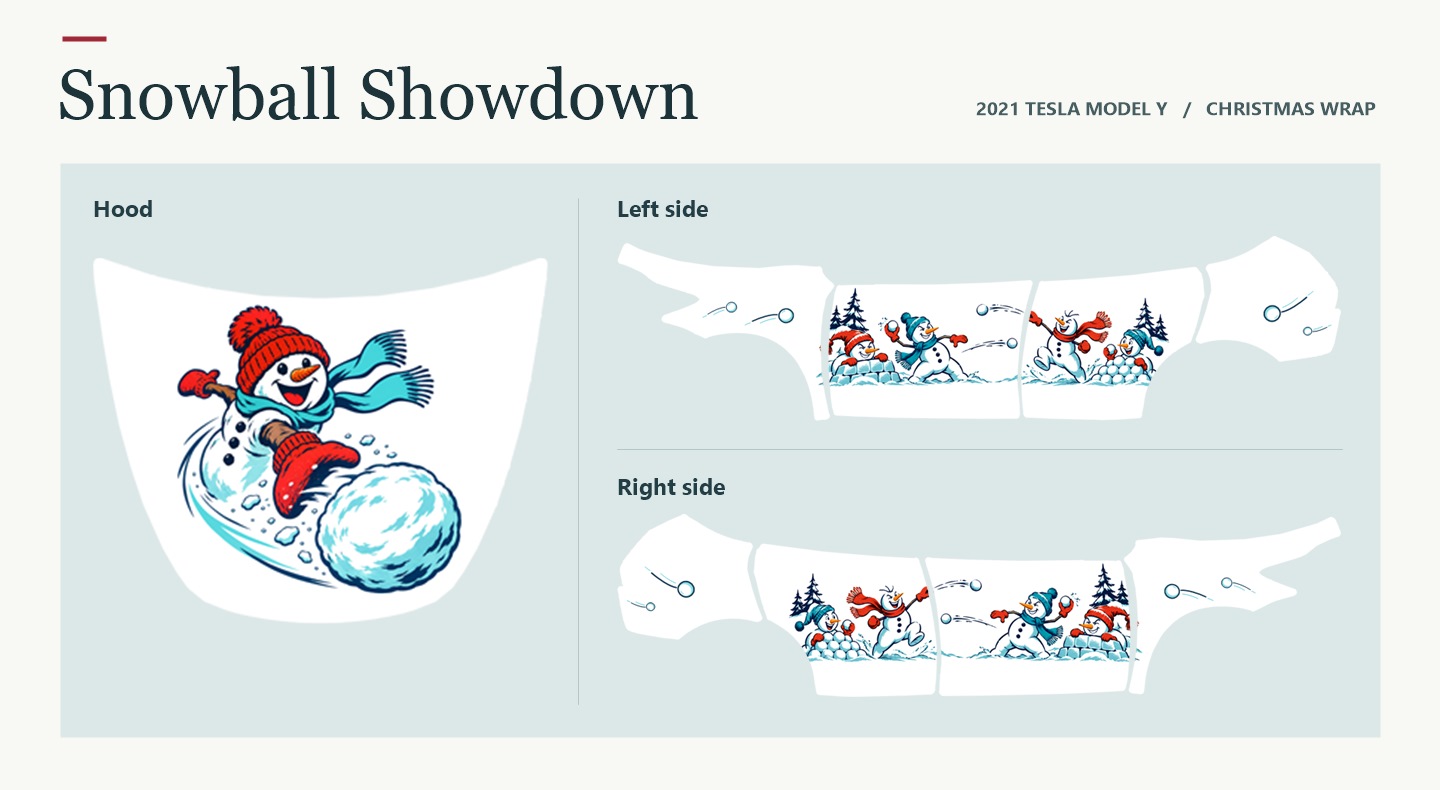 Snowball Showdown
2021 TESLA MODEL Y / CHRISTMAS WRAP
Hood
Left side
Right side